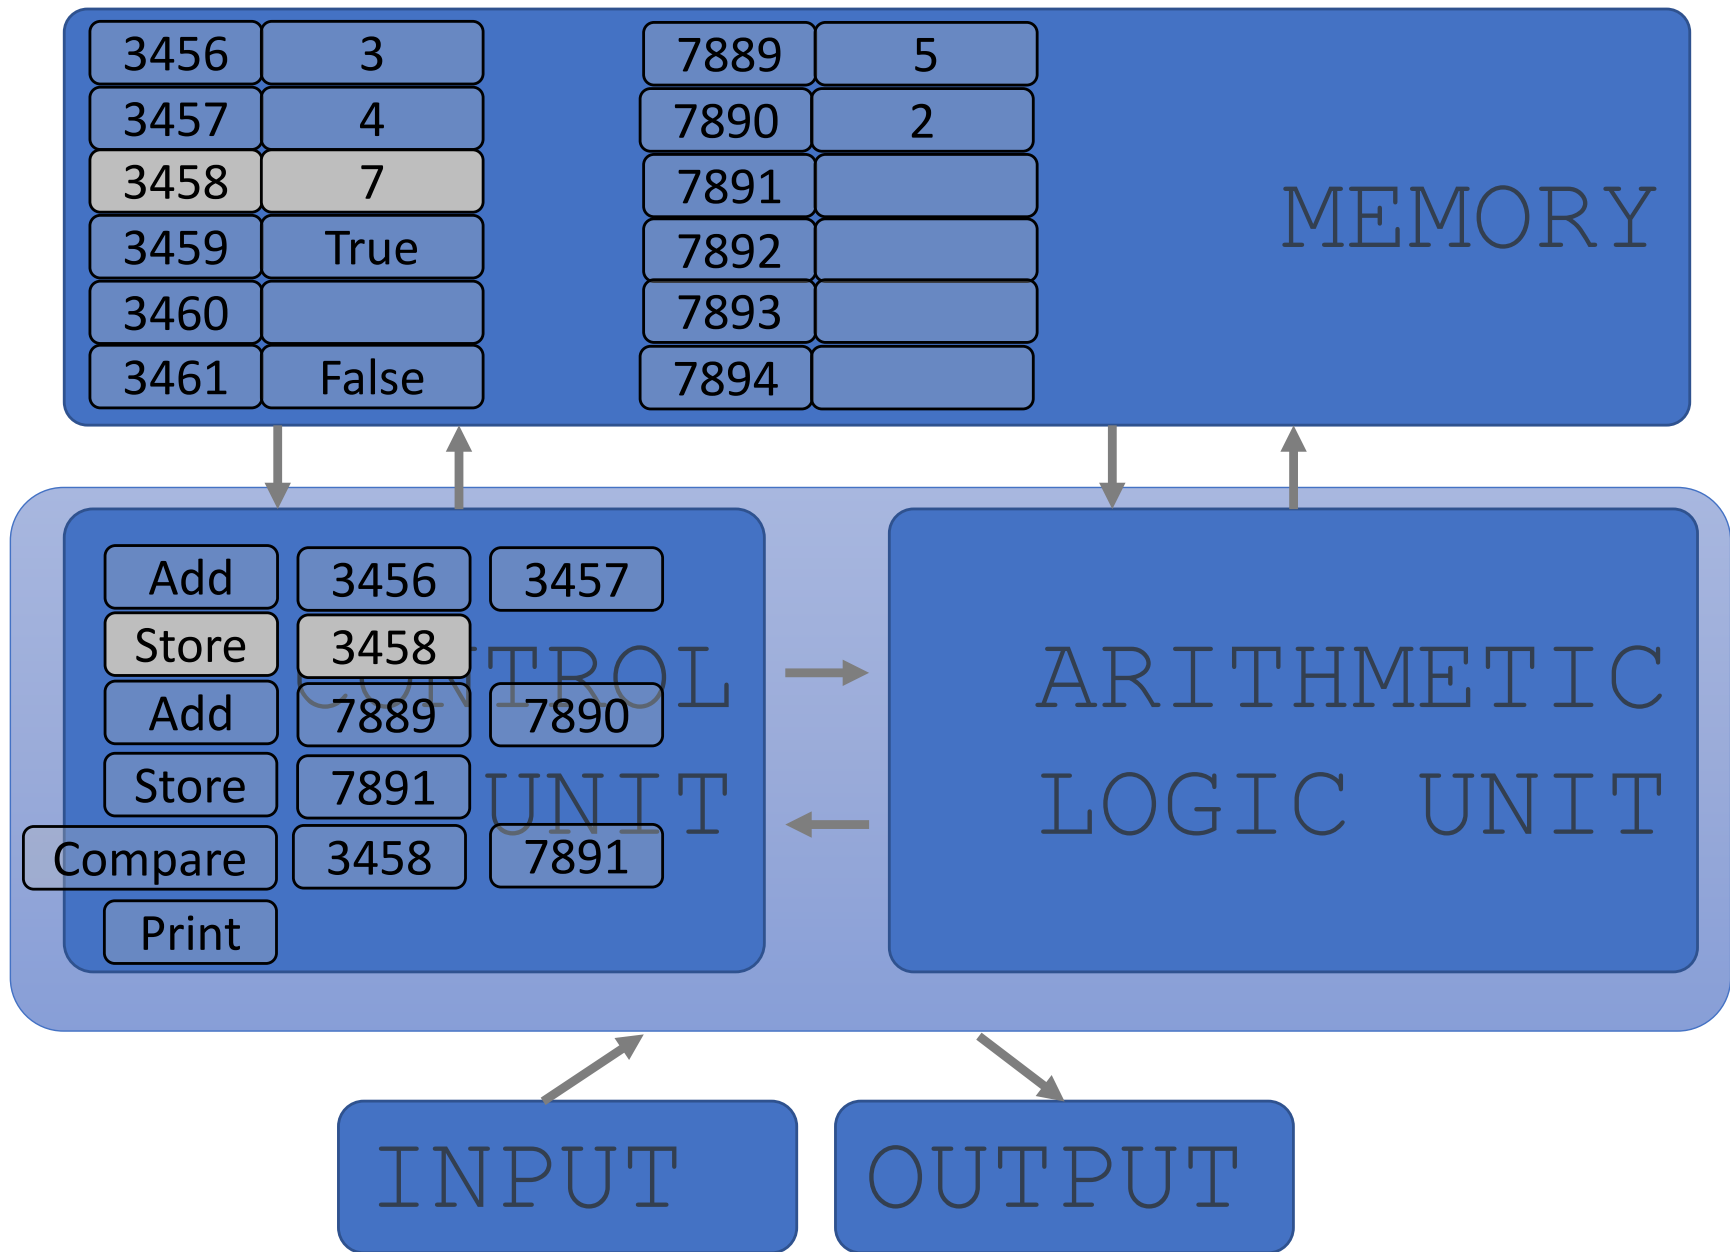 3456 3
3457 4
3458 7
3459 True
3460
3461 False
7889 5
7890 2
7891
7892
7893
7894
MEMORY
Add 3456 3457
Store 3458
Add 7889 7890
Store 7891
Compare 3458 7891
Print
CONTROL
UNIT
ARITHMETIC
LOGIC UNIT
INPUT
OUTPUT